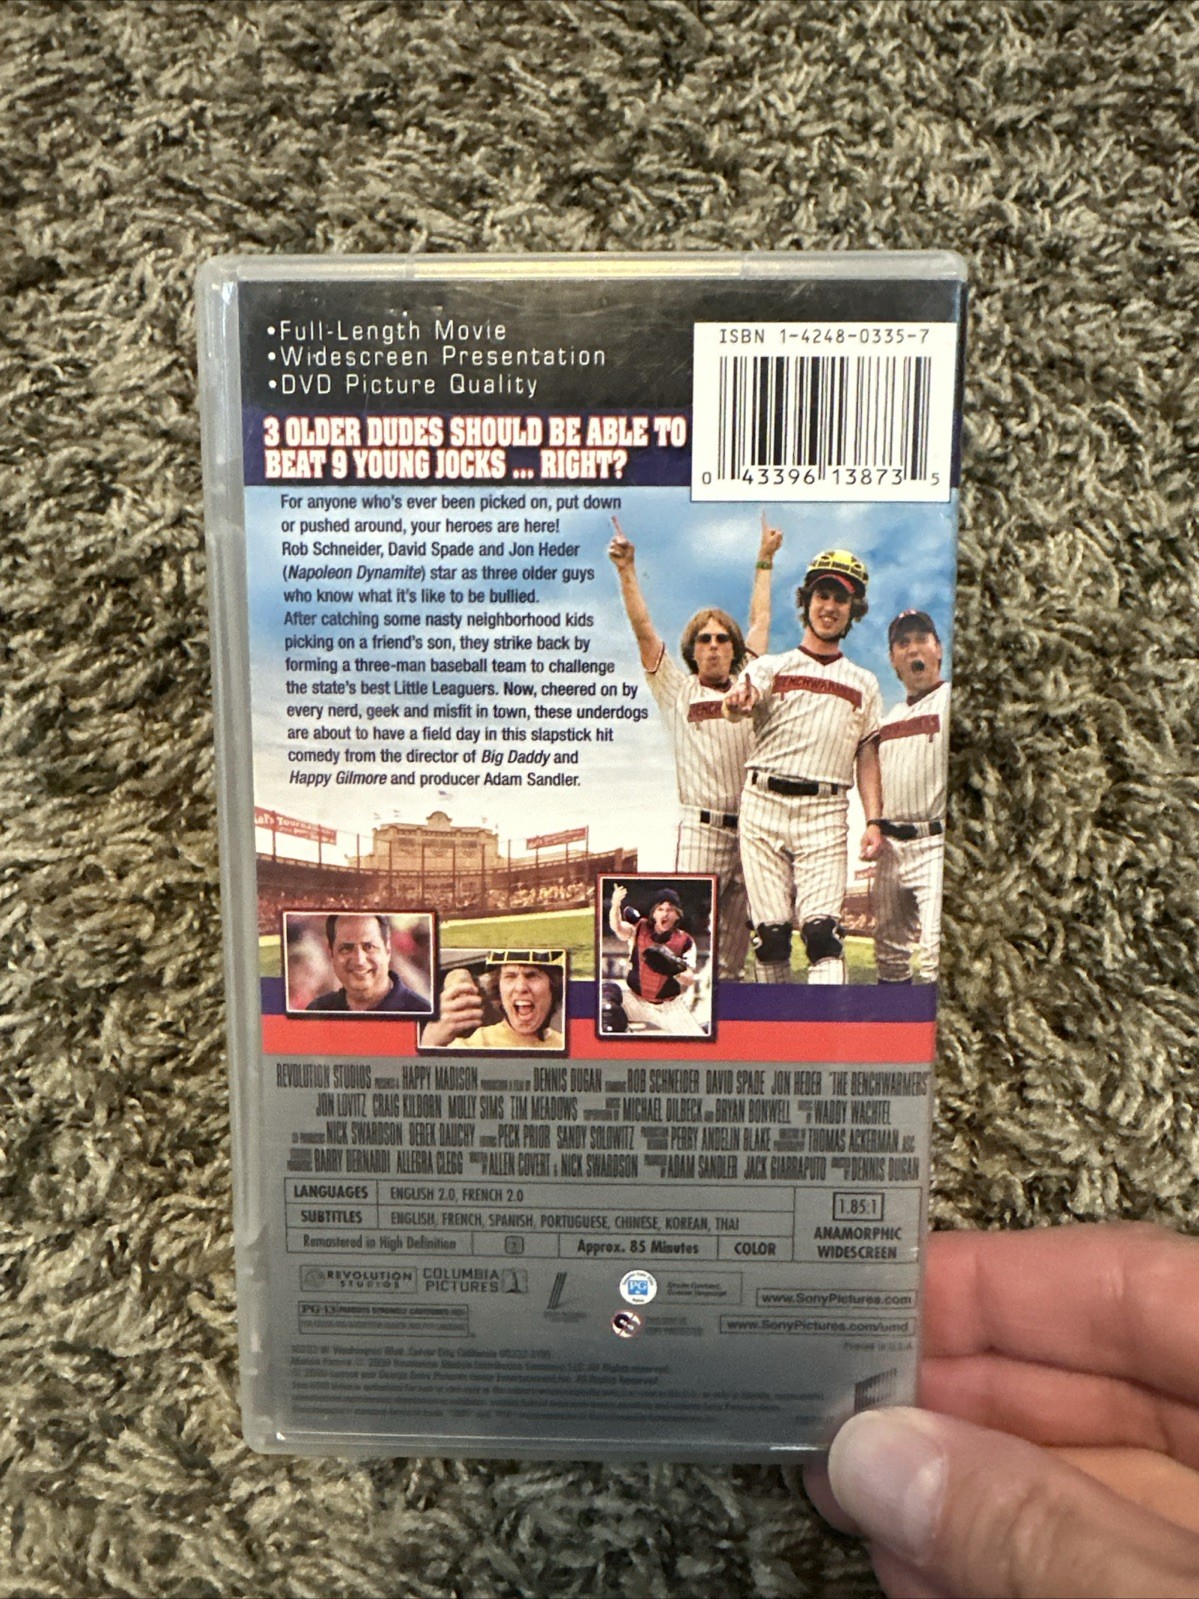 •Full-Length Movie
•Widescreen Presentation
•DVD Picture Quality
ISBN 1-4248-0335-7
0 43396 13873 5
3 OLDER DUDES SHOULD BE ABLE TO
BEAT 9 YOUNG JOCKS ... RIGHT?
For anyone who's ever been picked on, put down
or pushed around, your heroes are here!
Rob Schneider, David Spade and Jon Heder
(Napoleon Dynamite) star as three older guys
who know what it's like to be bullied.
After catching some nasty neighborhood kids
picking on a friend's son, they strike back by
forming a three-man baseball team to challenge
the state's best Little Leaguers. Now, cheered on by
every nerd, geek and misfit in town, these underdogs
are about to have a field day in this slapstick hit
comedy from the director of Big Daddy and
Happy Gilmore and producer Adam Sandler.
REVOLUTION STUDIOS HAPPY MADISON DENNIS DUGAN ROB SCHNEIDER DAVID SPADE JON HEDER "THE BENCHWARMERS"
JON LOVITZ CRAIG KILBORN MOLLY SIMS TIM MEADOWS MICHAEL DILBECK BRYAN BONWELL WADDY WACHTEL
NICK SWARDSON DEREK DAUCHY PECK PRIOR SANDY SOLOWITZ PERRY ANDELIN BLAKE THOMAS ACKERMAN
BARRY BERNARDI ALLEGRA CLEGG ALLEN COVERT & NICK SWARDSON ADAM SANDLER JACK GIARRAPUTO DENNIS DUGAN
LANGUAGES ENGLISH 2.0, FRENCH 2.0
SUBTITLES ENGLISH, FRENCH, SPANISH, PORTUGUESE, CHINESE, KOREAN, THAI
Remastered in High Definition Approx. 85 Minutes COLOR
1.85:1
ANAMORPHIC
WIDESCREEN
REVOLUTION
STUDIOS
COLUMBIA
PICTURES
PG
www.SonyPictures.com
PG-13 PARENTS STRONGLY CAUTIONED
www.SonyPictures.com/umd
Printed in U.S.A.